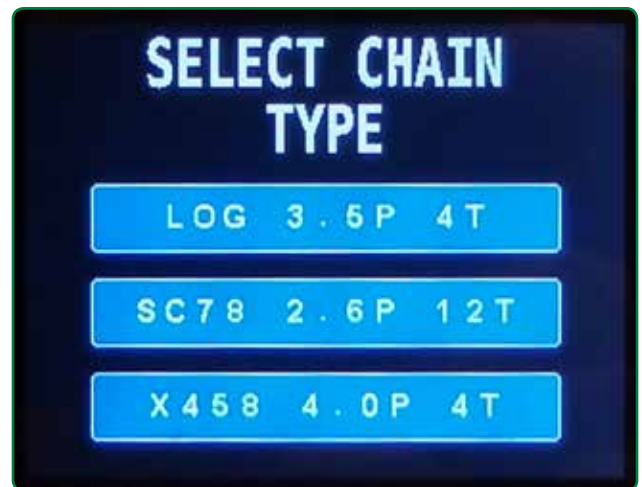 SELECT CHAIN
TYPE
LOG 3.5P 4T
SC78 2.6P 12T
X458 4.0P 4T